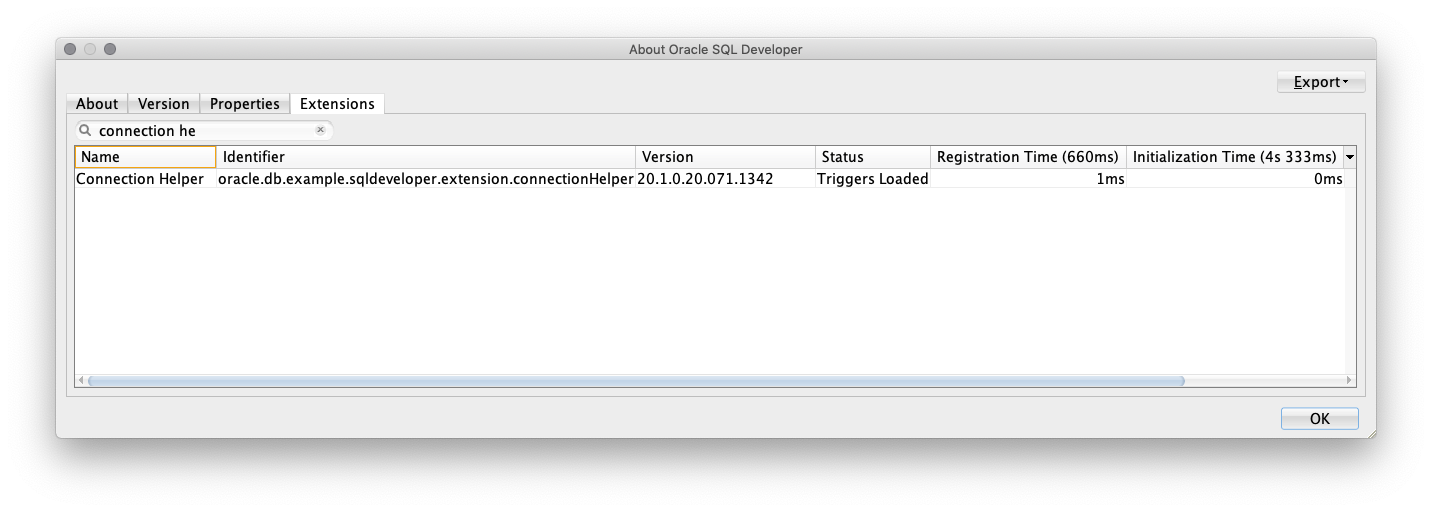 About Oracle SQL Developer
Export
About Version Properties Extensions
connection he
Name Identifier Version Status Registration Time (660ms) Initialization Time (4s 333ms)
Connection Helper oracle.db.example.sqldeveloper.extension.connectionHelper 20.1.0.20.071.1342 Triggers Loaded 1ms 0ms
OK